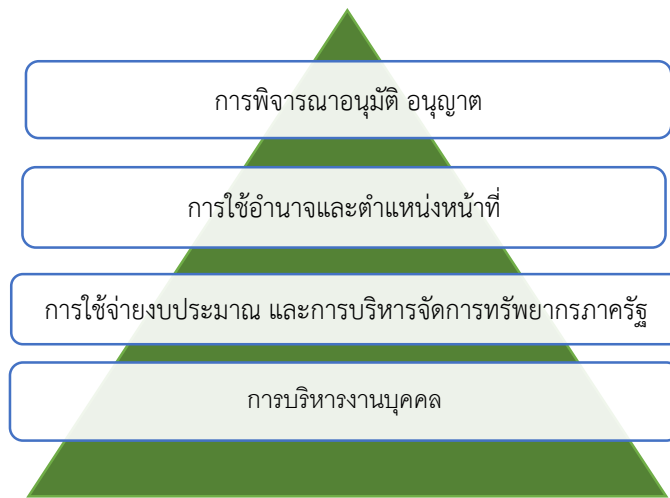 การพิจารณาอนุมัติ อนุญาต
การใช้อำนาจและตำแหน่งหน้าที่
การใช้จ่ายงบประมาณ และการบริหารจัดการทรัพยากรภาครัฐ
การบริหารงานบุคคล